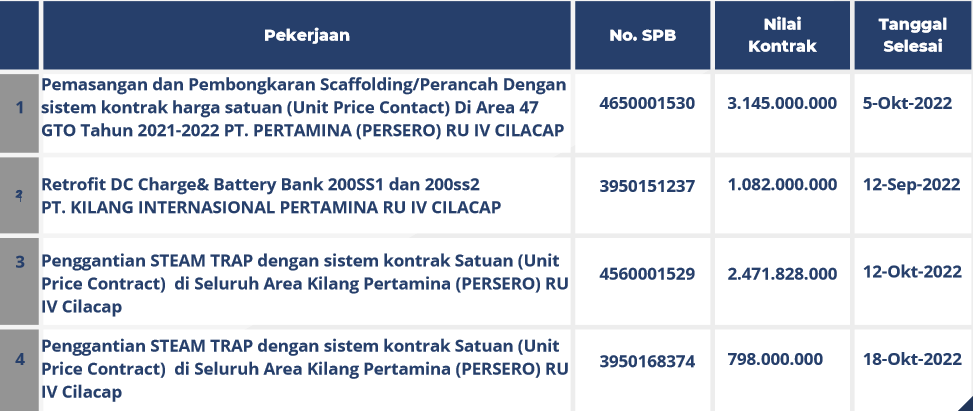 Pekerjaan
No. SPB
Nilai
Kontrak
Tanggal
Selesai
1
Pemasangan dan Pembongkaran Scaffolding/Perancah Dengan
sistem kontrak harga satuan (Unit Price Contact) Di Area 47
GTO Tahun 2021-2022 PT. PERTAMINA (PERSERO) RU IV CILACAP
4650001530
3.145.000.000
5-Okt-2022
2
Retrofit DC Charge& Battery Bank 200SS1 dan 200ss2
PT. KILANG INTERNASIONAL PERTAMINA RU IV CILACAP
3950151237
1.082.000.000
12-Sep-2022
3
Penggantian STEAM TRAP dengan sistem kontrak Satuan (Unit
Price Contract) di Seluruh Area Kilang Pertamina (PERSERO) RU
IV Cilacap
4560001529
2.471.828.000
12-Okt-2022
4
Penggantian STEAM TRAP dengan sistem kontrak Satuan (Unit
Price Contract) di Seluruh Area Kilang Pertamina (PERSERO) RU
IV Cilacap
3950168374
798.000.000
18-Okt-2022